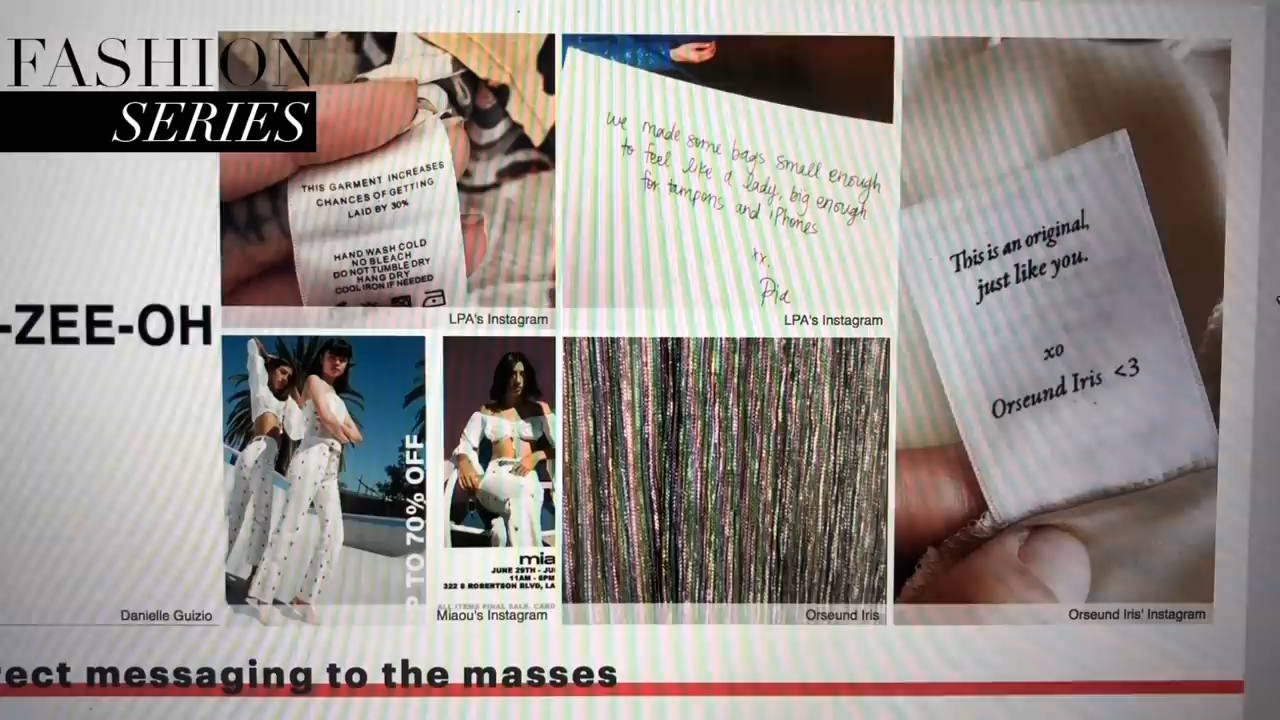 FASHION
SERIES
THIS GARMENT INCREASES
CHANCES OF GETTING
LAID BY 30%
HAND WASH COLD
NO BLEACH
DO NOT TUMBLE DRY
HANG DRY
COOL IRON IF NEEDED
LPA's Instagram
we made some bags small enough
to feel like a lady, big enough
for tampons and iPhones
xx,
Pia
LPA's Instagram
This is an original,
just like you.
xo
Orseund Iris <3
Orseund Iris' Instagram
-ZEE-OH
Danielle Guizio
P TO 70% OFF
mia
JUNE 29TH - JU
11AM - 6PM
322 S ROBERTSON BLVD, LA
ALL ITEMS FINAL SALE. CARD
Miaou's Instagram
Orseund Iris
rect messaging to the masses